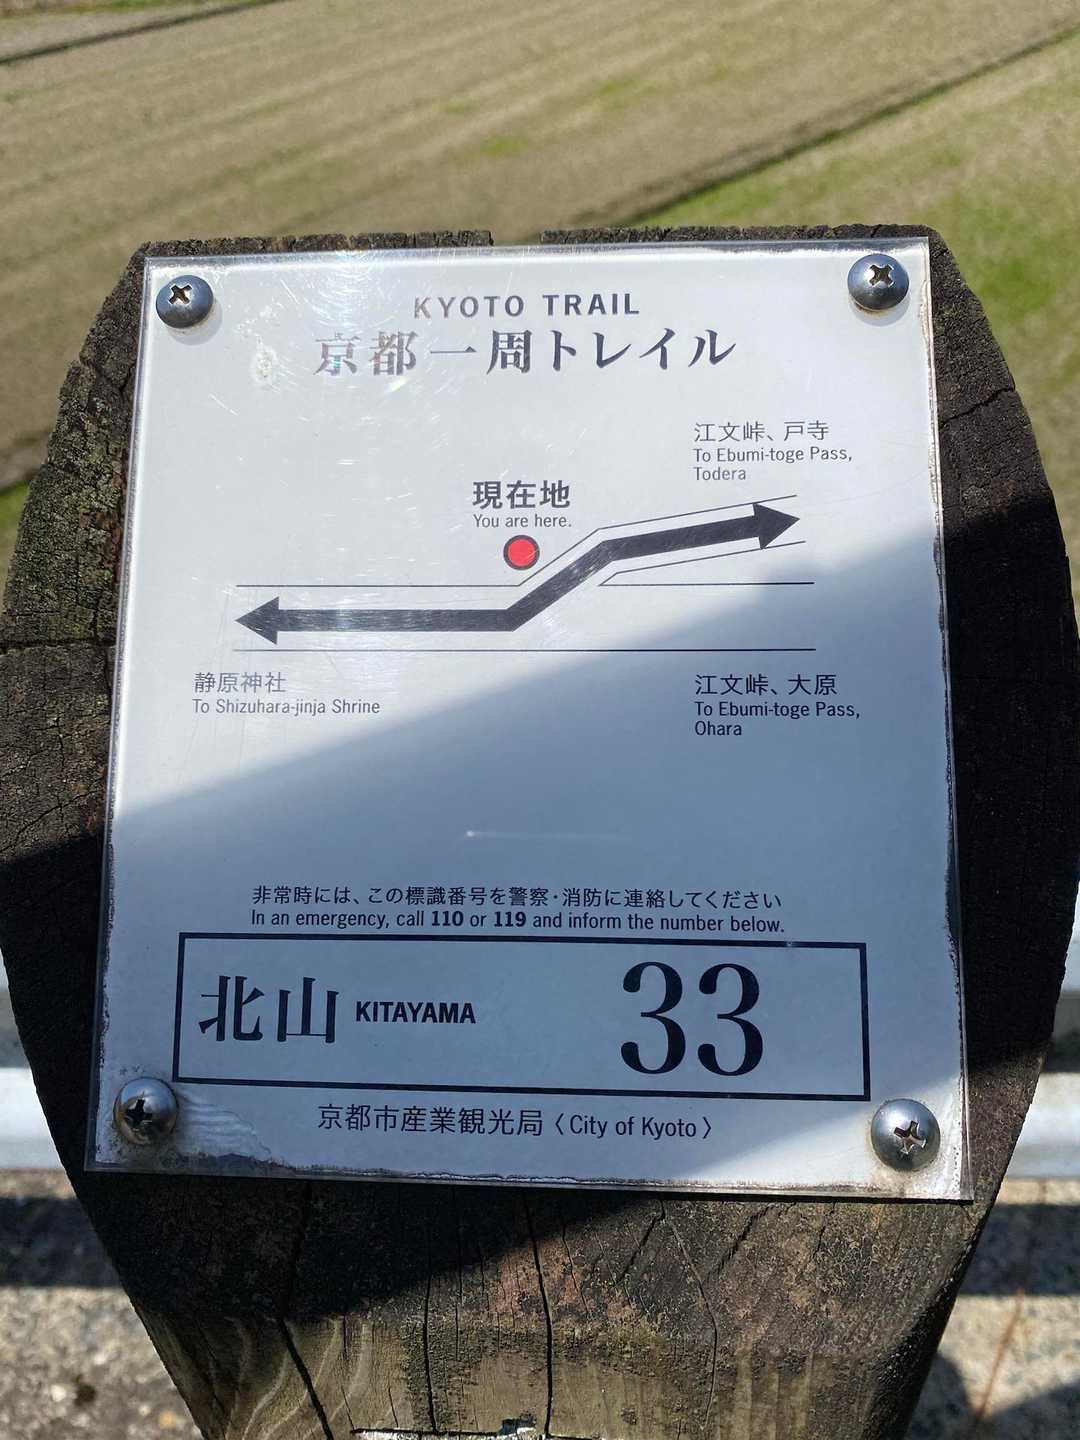 KYOTO TRAIL
京都一周トレイル
江文峠、戸寺
To Ebumi-toge Pass,
Todera
現在地
You are here.
静原神社
To Shizuhara-jinja Shrine
江文峠、大原
To Ebumi-toge Pass,
Ohara
非常時には、この標識番号を警察・消防に連絡してください
In an emergency, call 110 or 119 and inform the number below.
北山 KITAYAMA 33
京都市産業観光局〈City of Kyoto〉